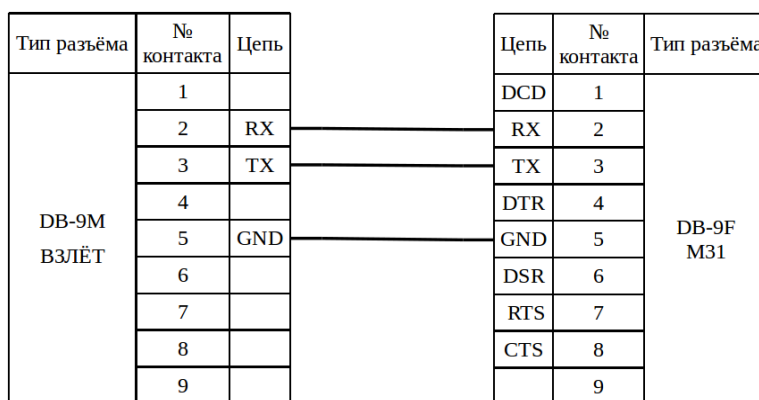 Тип разъёма № контакта Цепь Цепь № контакта Тип разъёма
1 DCD 1
2 RX RX 2
3 TX TX 3
4 DTR 4
DB-9M ВЗЛЁТ 5 GND GND 5 DB-9F M31
6 DSR 6
7 RTS 7
8 CTS 8
9 9